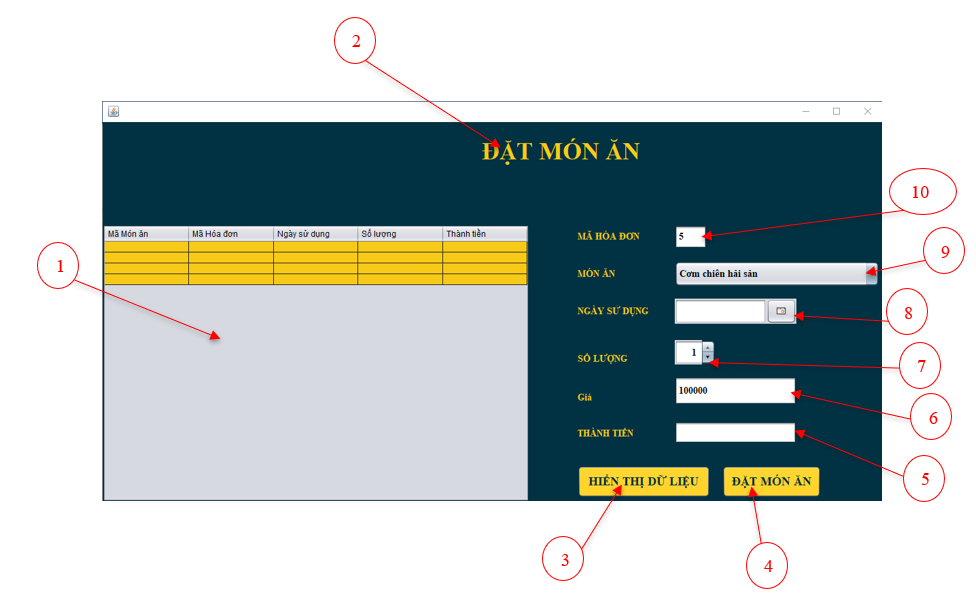 2
ĐẶT MÓN ĂN
10
Mã Món ăn Mã Hóa đơn Ngày sử dụng Số lượng Thành tiền
MÃ HÓA ĐƠN 5
9
1
MÓN ĂN Cơm chiên hải sản
NGÀY SƯ DỤNG
8
SỐ LƯỢNG 1
7
Giá 100000
6
THÀNH TIỀN
5
HIỂN THỊ DỮ LIỆU ĐẶT MÓN ĂN
3
4